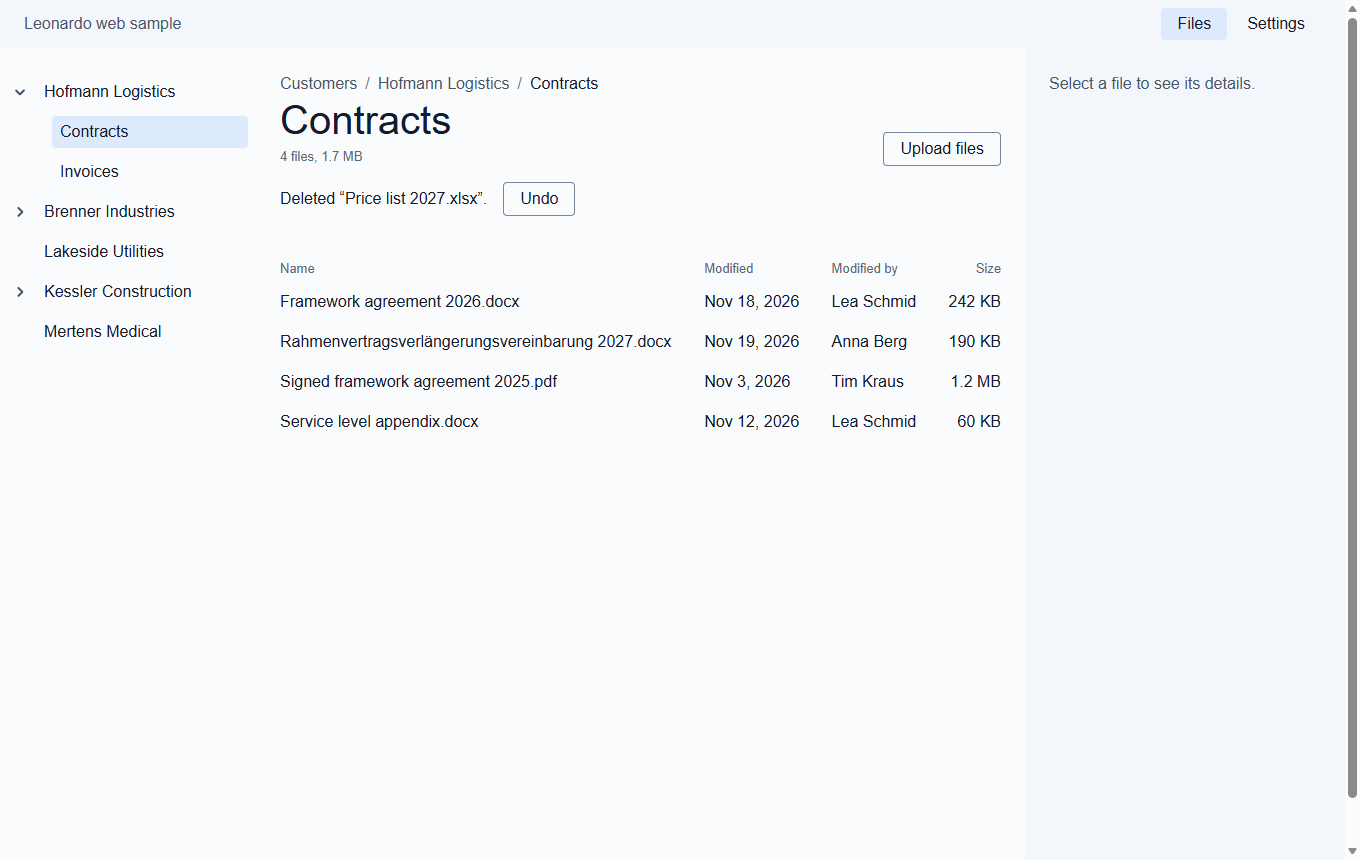 Leonardo web sample
Files
Settings
Hofmann Logistics
Contracts
Invoices
Brenner Industries
Lakeside Utilities
Kessler Construction
Mertens Medical
Customers / Hofmann Logistics / Contracts
Contracts
4 files, 1.7 MB
Upload files
Deleted “Price list 2027.xlsx”. Undo
Name Modified Modified by Size
Framework agreement 2026.docx Nov 18, 2026 Lea Schmid 242 KB
Rahmenvertragsverlängerungsvereinbarung 2027.docx Nov 19, 2026 Anna Berg 190 KB
Signed framework agreement 2025.pdf Nov 3, 2026 Tim Kraus 1.2 MB
Service level appendix.docx Nov 12, 2026 Lea Schmid 60 KB
Select a file to see its details.